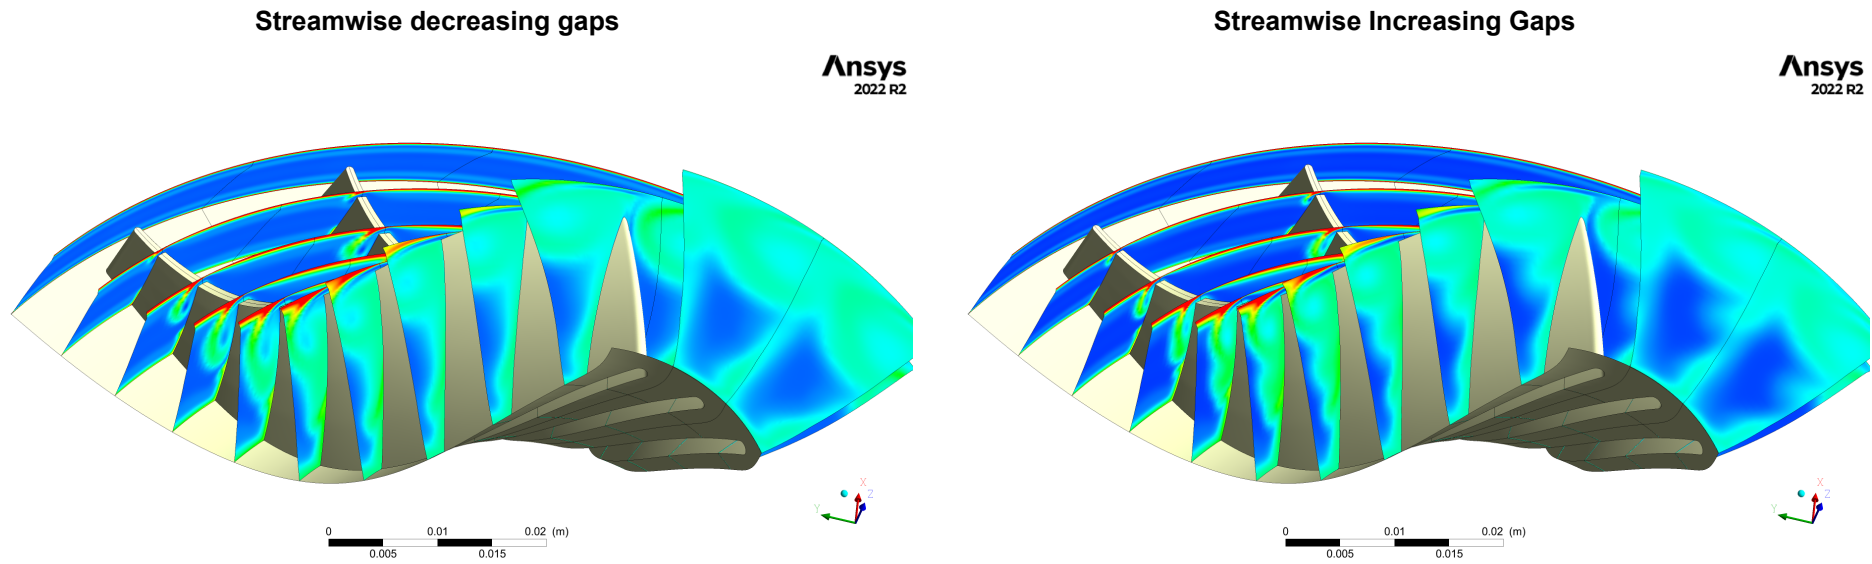 Streamwise decreasing gaps
Ansys
2022 R2
X
Y
Z
0 0.01 0.02 (m)
0.005 0.015
Streamwise Increasing Gaps
Ansys
2022 R2
X
Y
Z
0 0.01 0.02 (m)
0.005 0.015